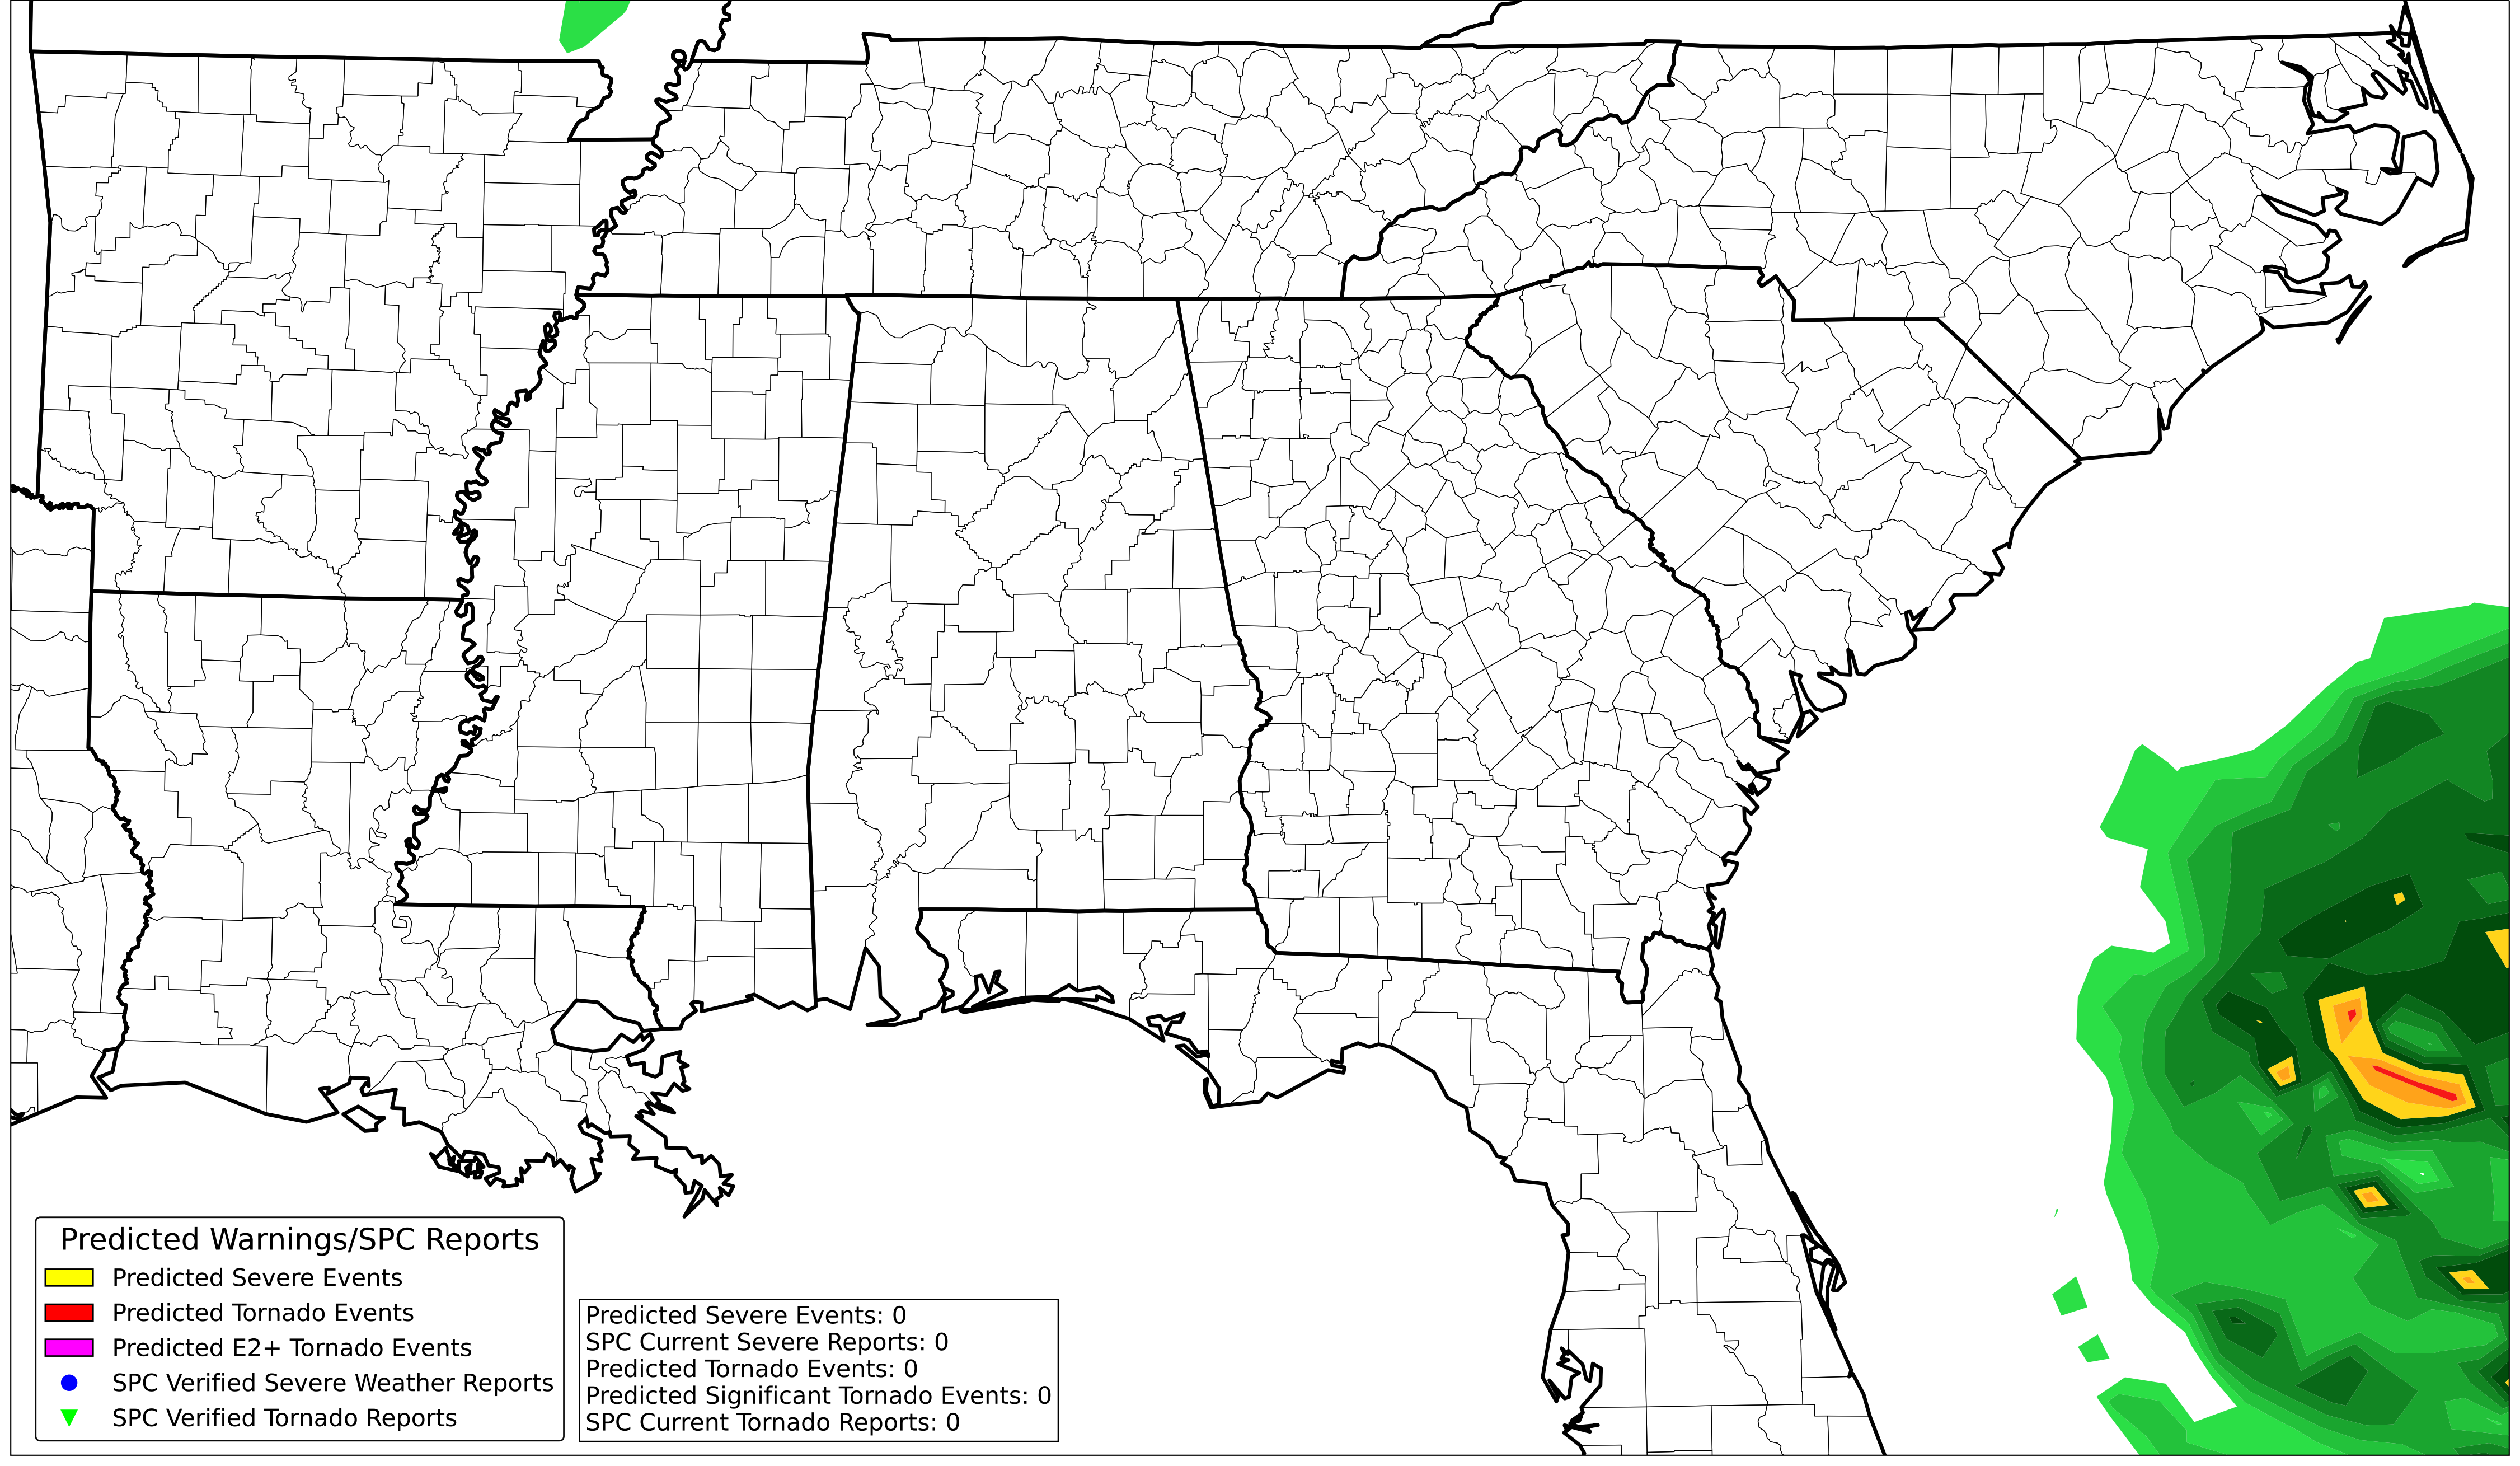 Predicted Warnings/SPC Reports
Predicted Severe Events
Predicted Tornado Events
Predicted E2+ Tornado Events
SPC Verified Severe Weather Reports
SPC Verified Tornado Reports
Predicted Severe Events: 0
SPC Current Severe Reports: 0
Predicted Tornado Events: 0
Predicted Significant Tornado Events: 0
SPC Current Tornado Reports: 0